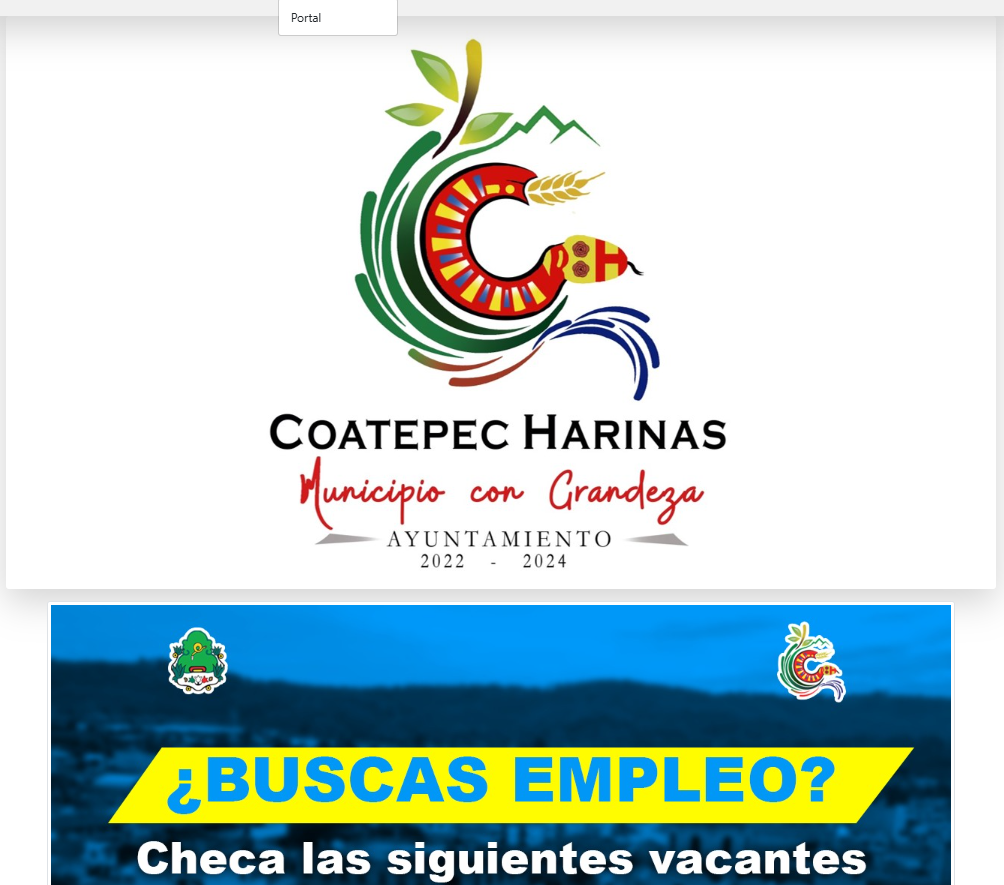 Portal
COATEPEC HARINAS
Municipio con Grandeza
AYUNTAMIENTO
2022 - 2024
¿BUSCAS EMPLEO?
Checa las siguientes vacantes